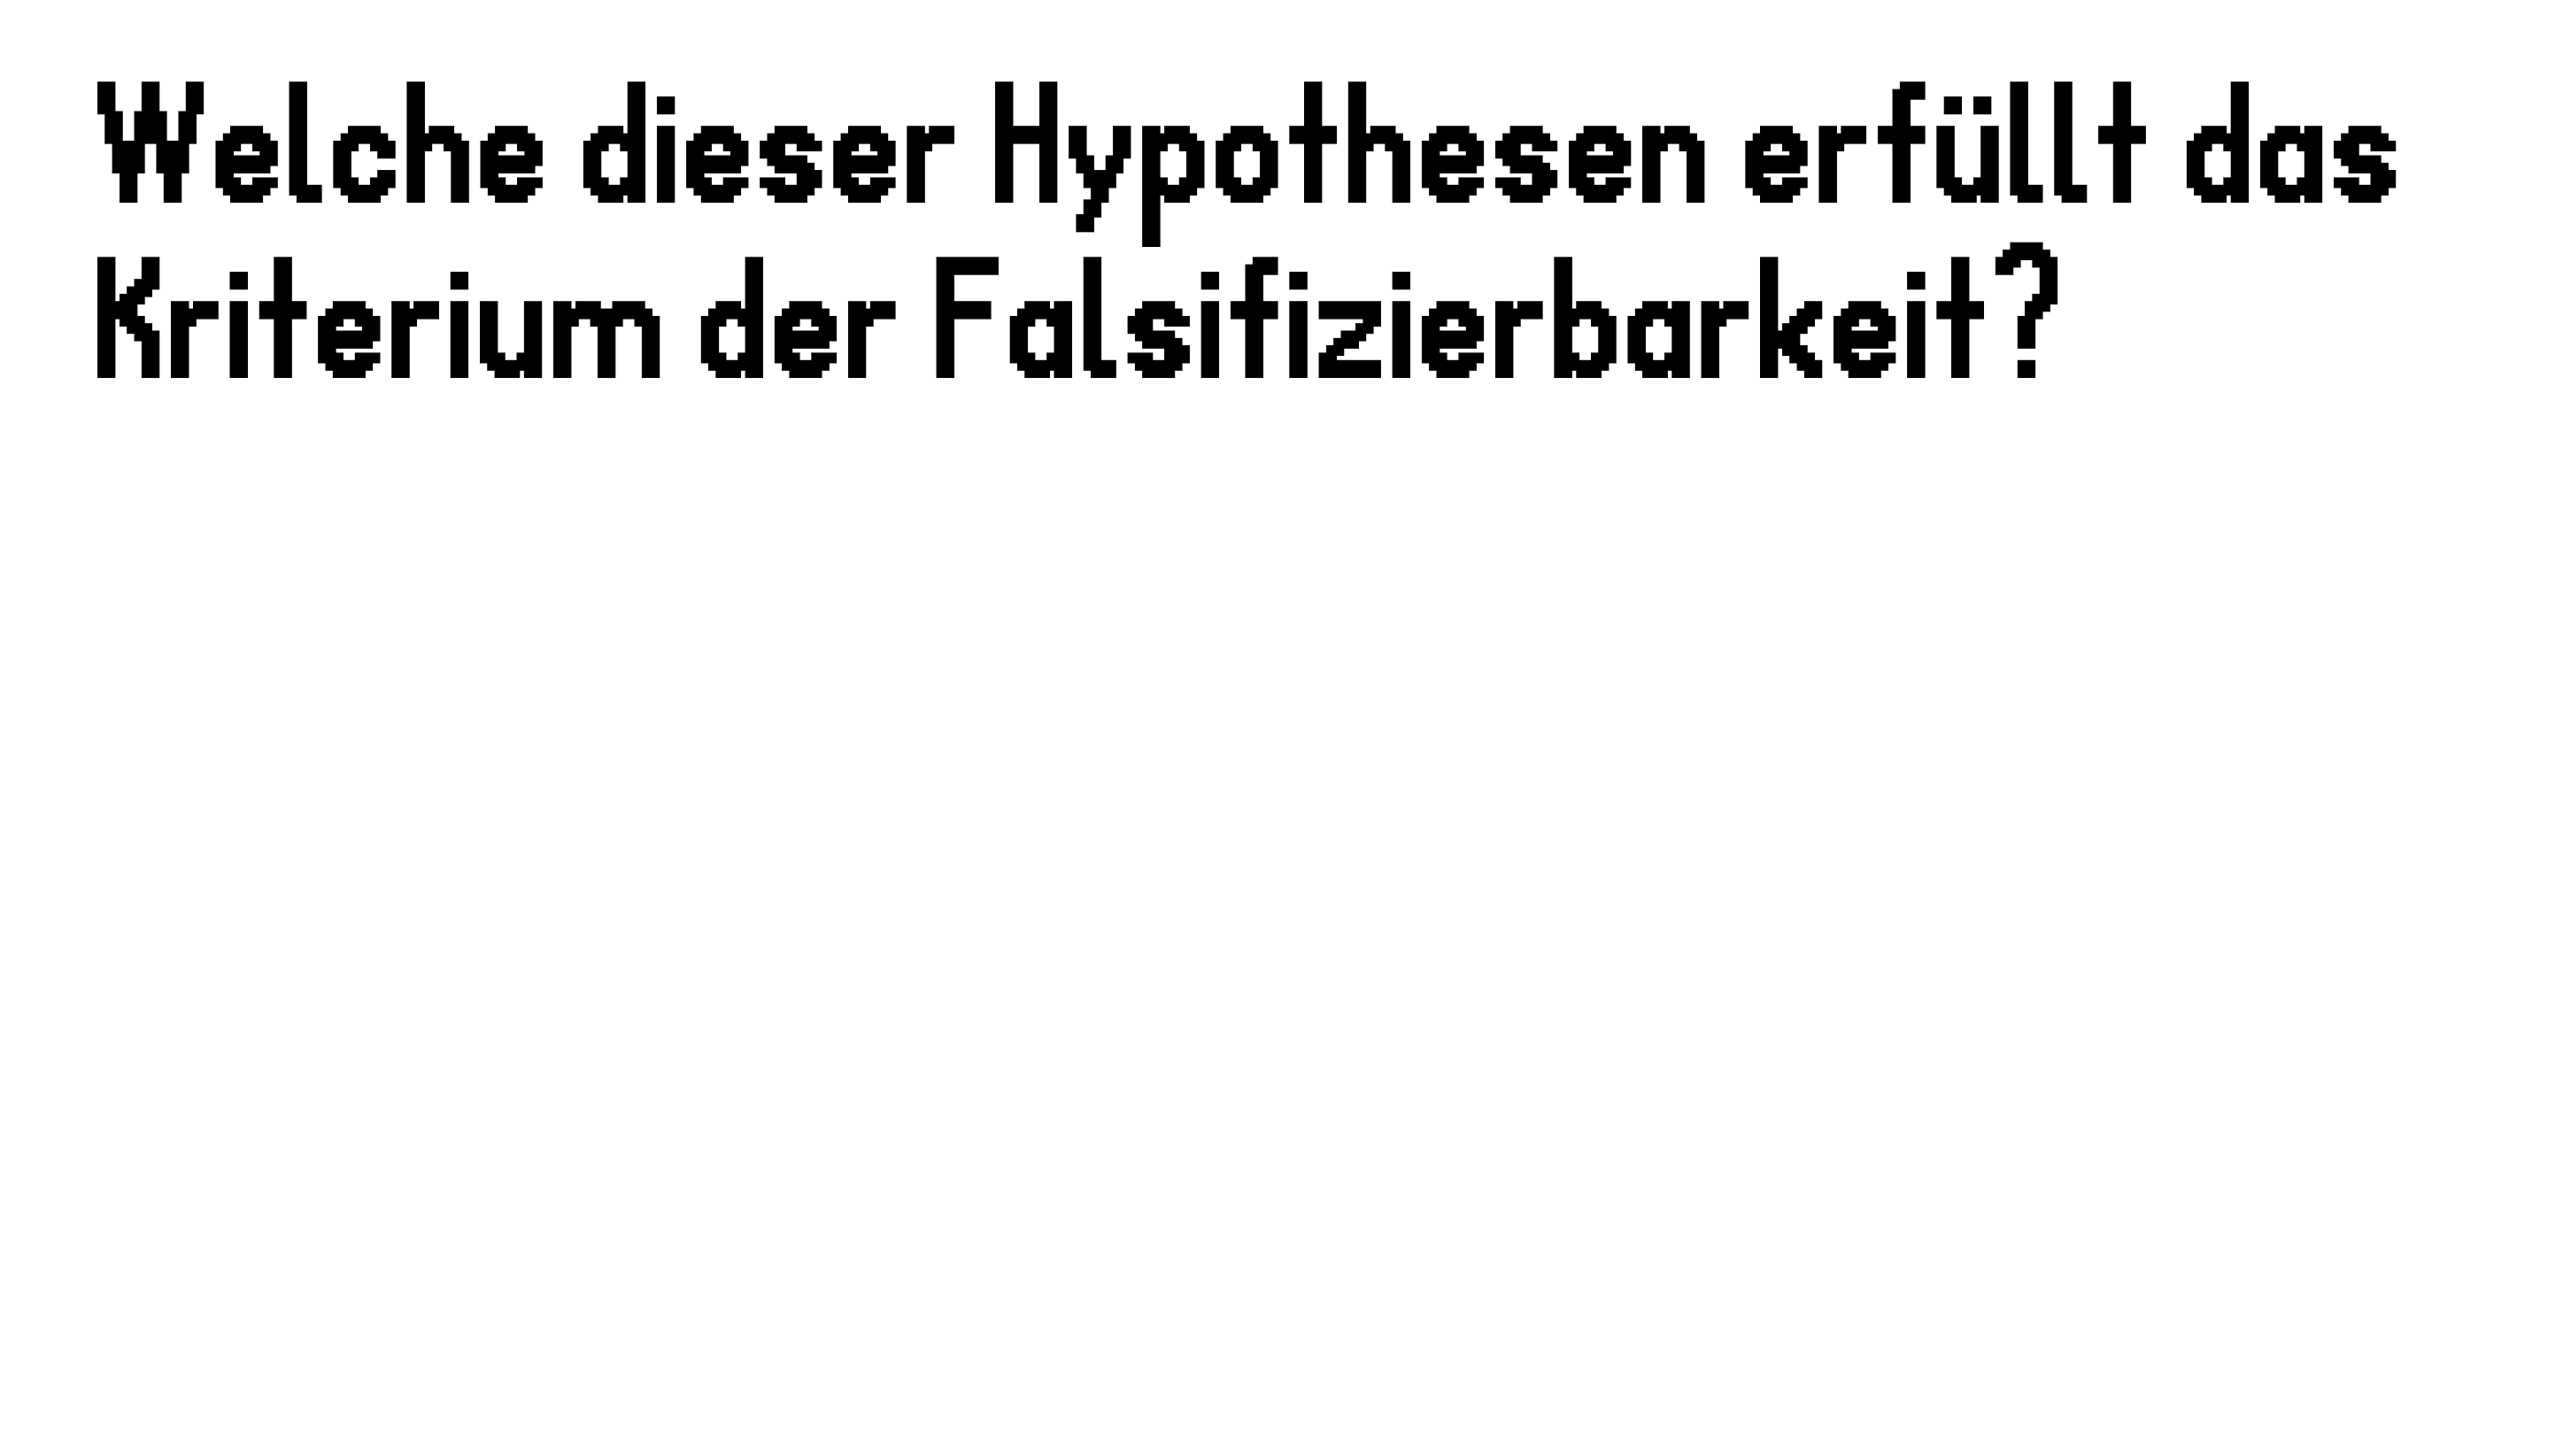 Welche dieser Hypothesen erfüllt das
Kriterium der Falsifizierbarkeit?